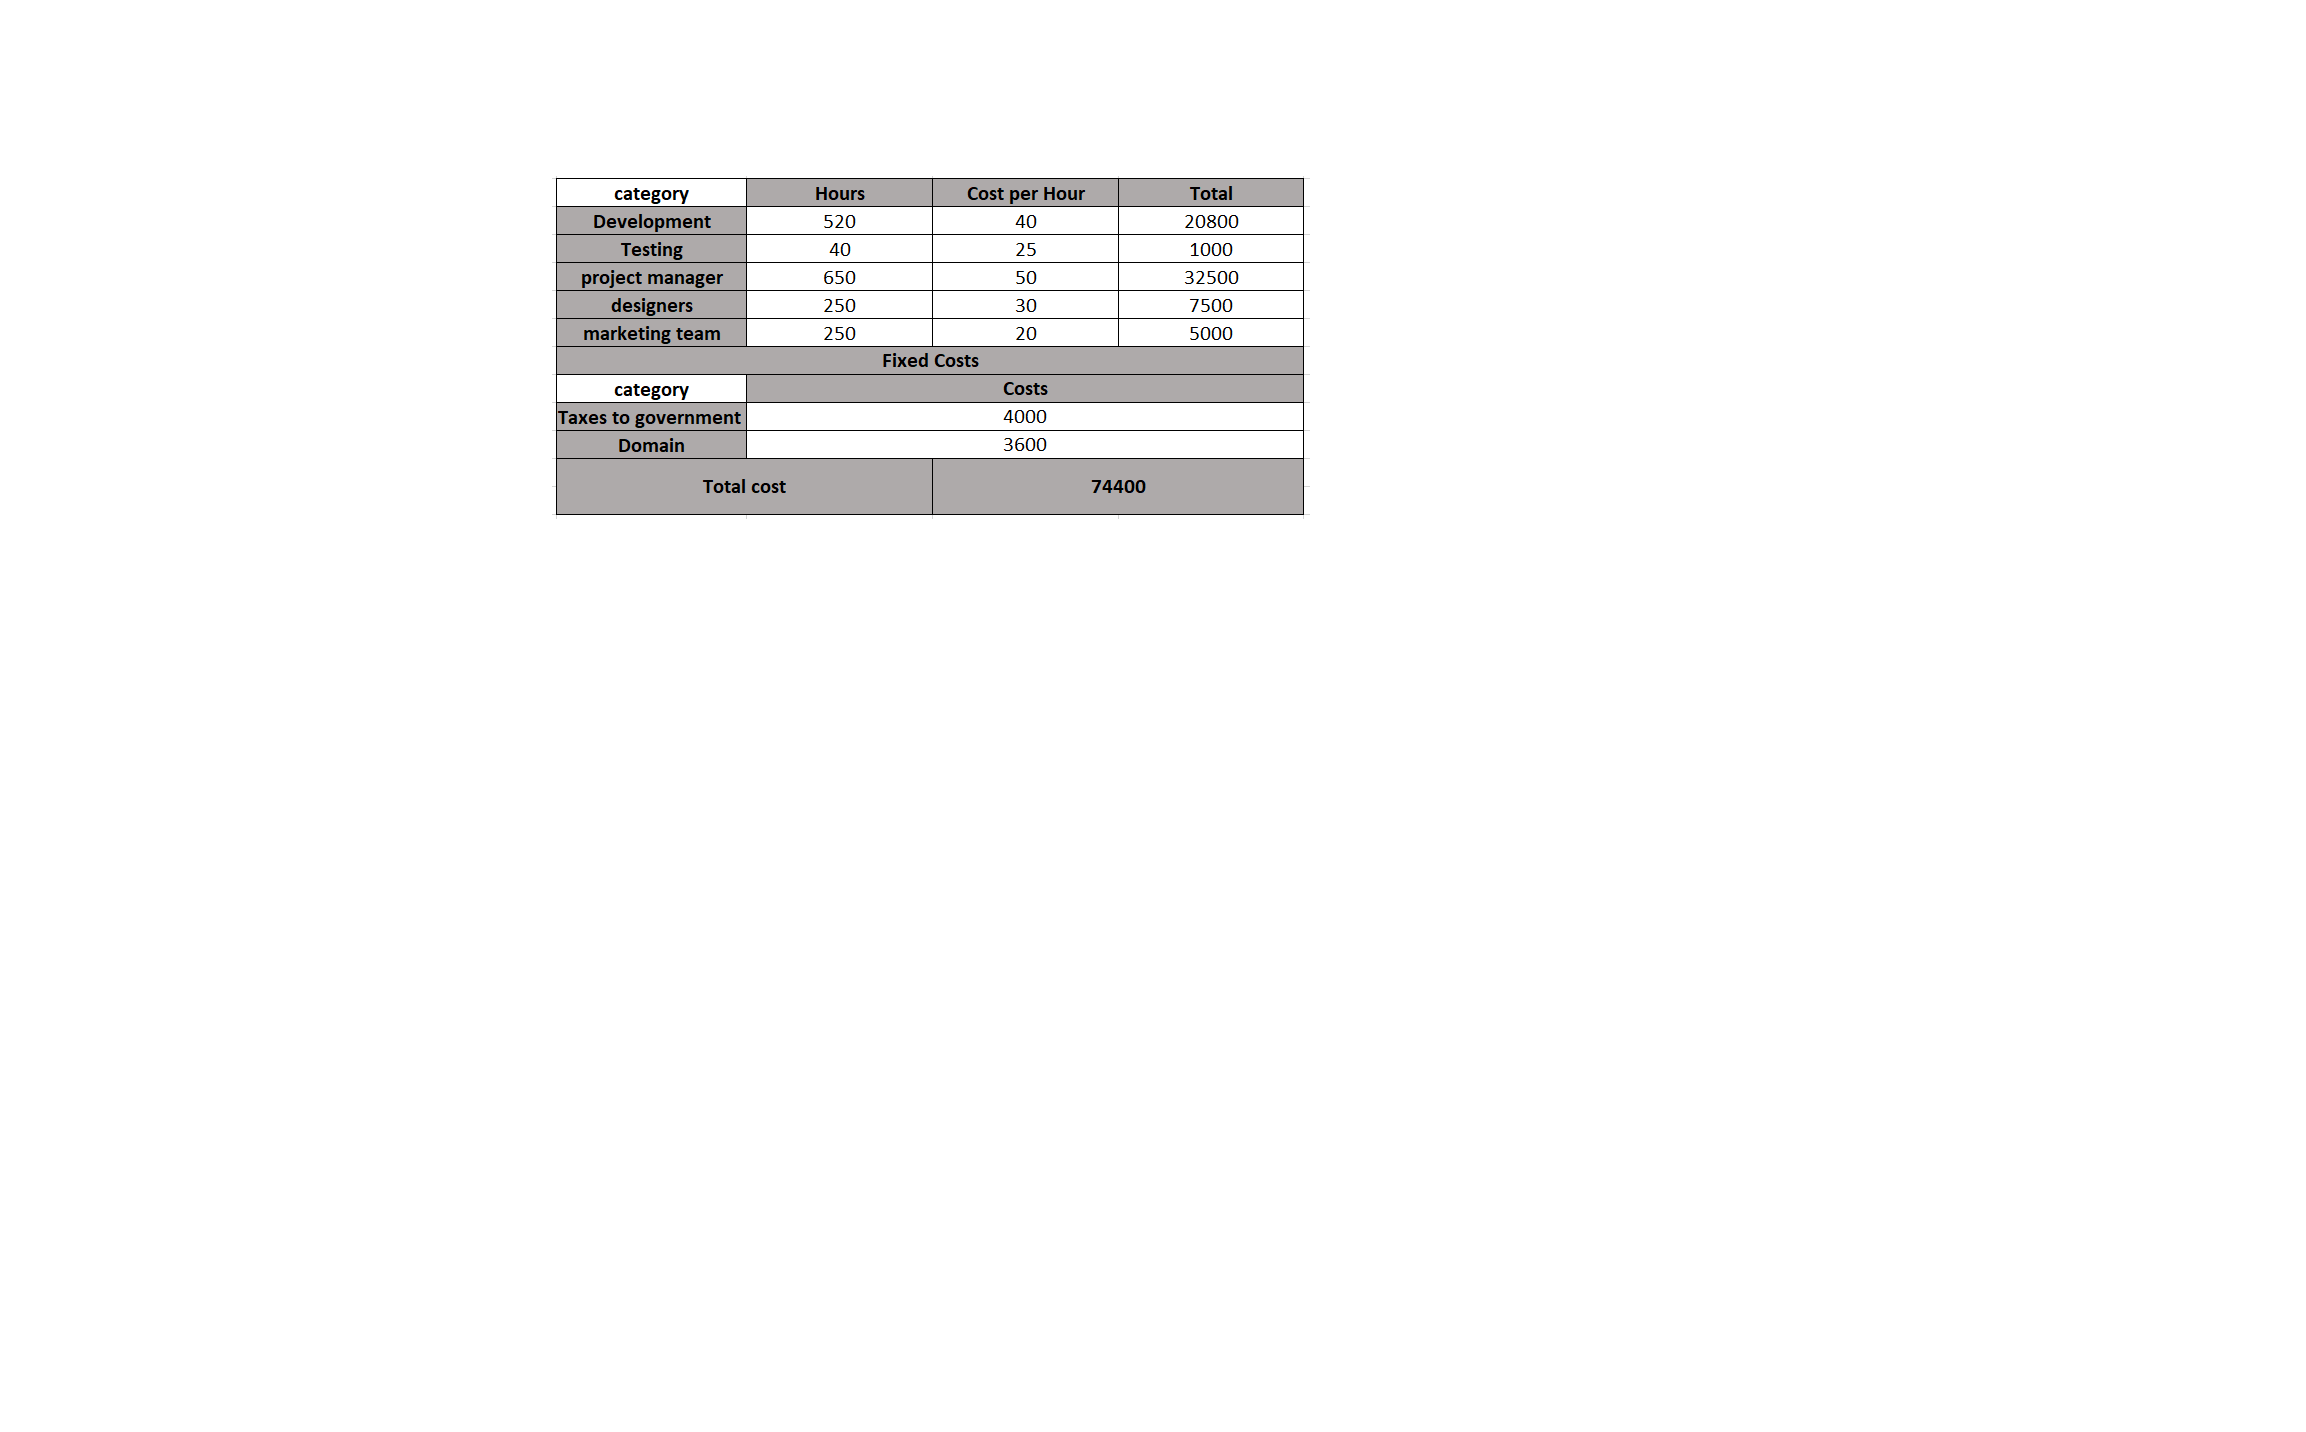 category Hours Cost per Hour Total
Development 520 40 20800
Testing 40 25 1000
project manager 650 50 32500
designers 250 30 7500
marketing team 250 20 5000
Fixed Costs
category Costs
Taxes to government 4000
Domain 3600
Total cost 74400